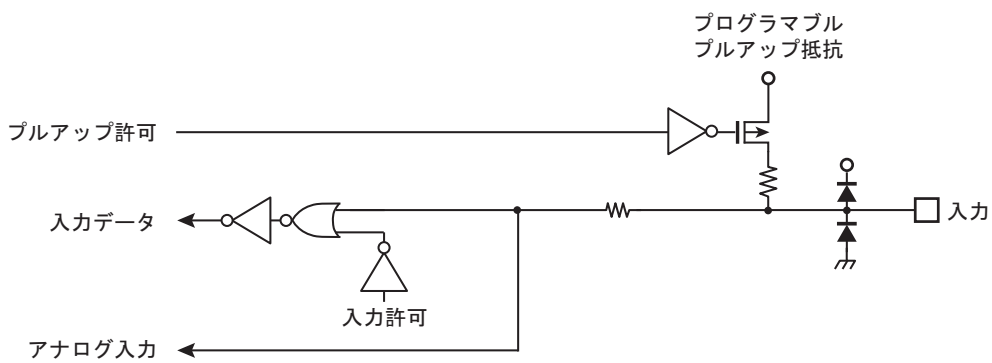 プログラマブル
プルアップ抵抗
プルアップ許可
入力データ
入力
入力許可
アナログ入力